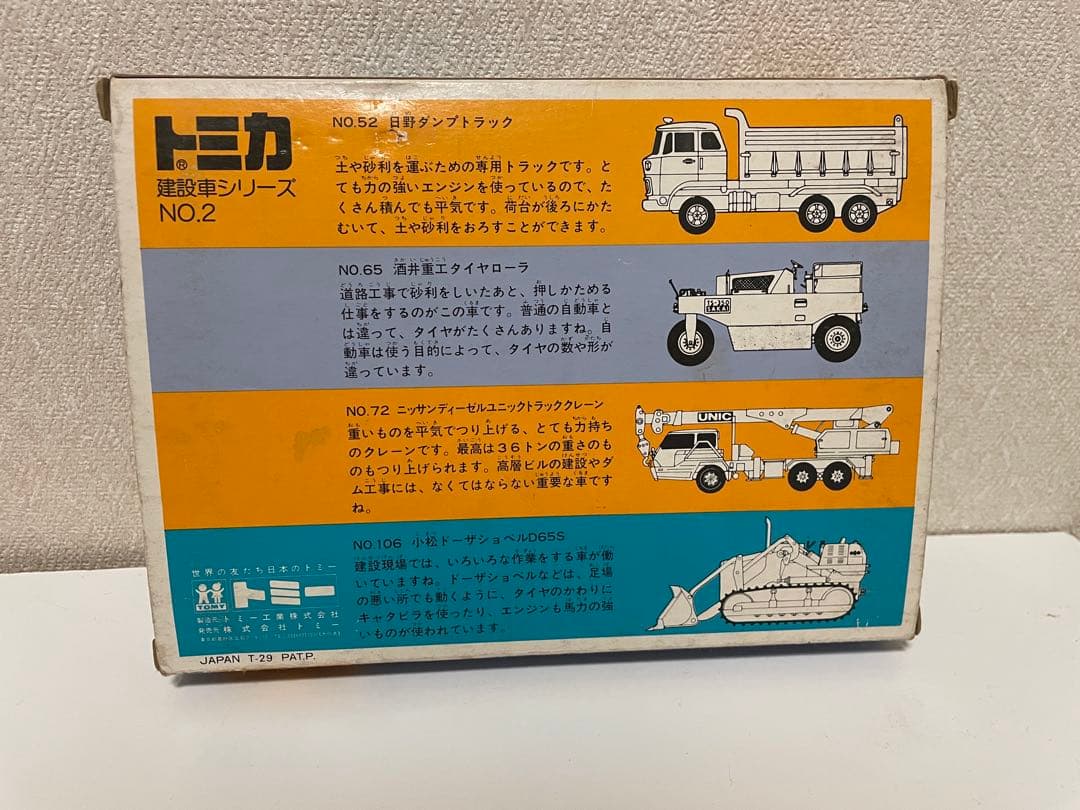 トミカ®
建設車シリーズ
NO.2
NO.52 日野ダンプトラック
土や砂利を運ぶための専用トラックです。と
ても力の強いエンジンを使っているので、た
くさん積んでも平気です。荷台が後ろにかた
むいて、土や砂利をおろすことができます。
NO.65 酒井重工タイヤローラ
道路工事で砂利をしいたあと、押しかためる
仕事をするのがこの車です。普通の自動車と
は違って、タイヤがたくさんありますね。自
動車は使う目的によって、タイヤの数や形が
違っています。
TS-350
SAKAI
NO.72 ニッサンディーゼルユニックトラッククレーン
重いものを平気でつり上げる、とても力持ち
のクレーンです。最高は36トンの重さのも
のもつり上げられます。高層ビルの建設やダ
ム工事には、なくてはならない重要な車です
ね。
UNIC
NO.106 小松ドーザショベルD65S
建設現場では、いろいろな作業をする車が働
いていますね。ドーザショベルなどは、足場
の悪い所でも動くように、タイヤのかわりに
キャタピラを使ったり、エンジンも馬力の強
いものが使われています。
世界の友だち日本のトミー
TOMY トミー
製造元 トミー工業株式会社
発売元 株式会社トミー
JAPAN T-29 PAT.P.